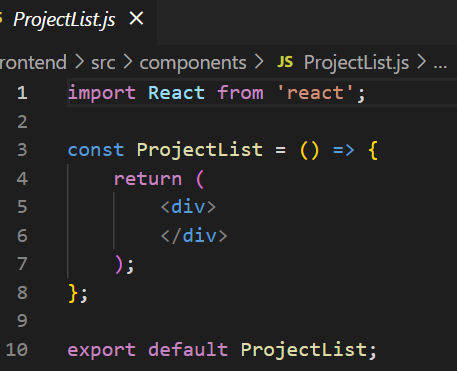 ProjectList.js ×
rontend > src > components > JS ProjectList.js > ...
1 import React from 'react';
2
3 const ProjectList = () => {
4     return (
5         <div>
6         </div>
7     );
8 };
9
10 export default ProjectList;